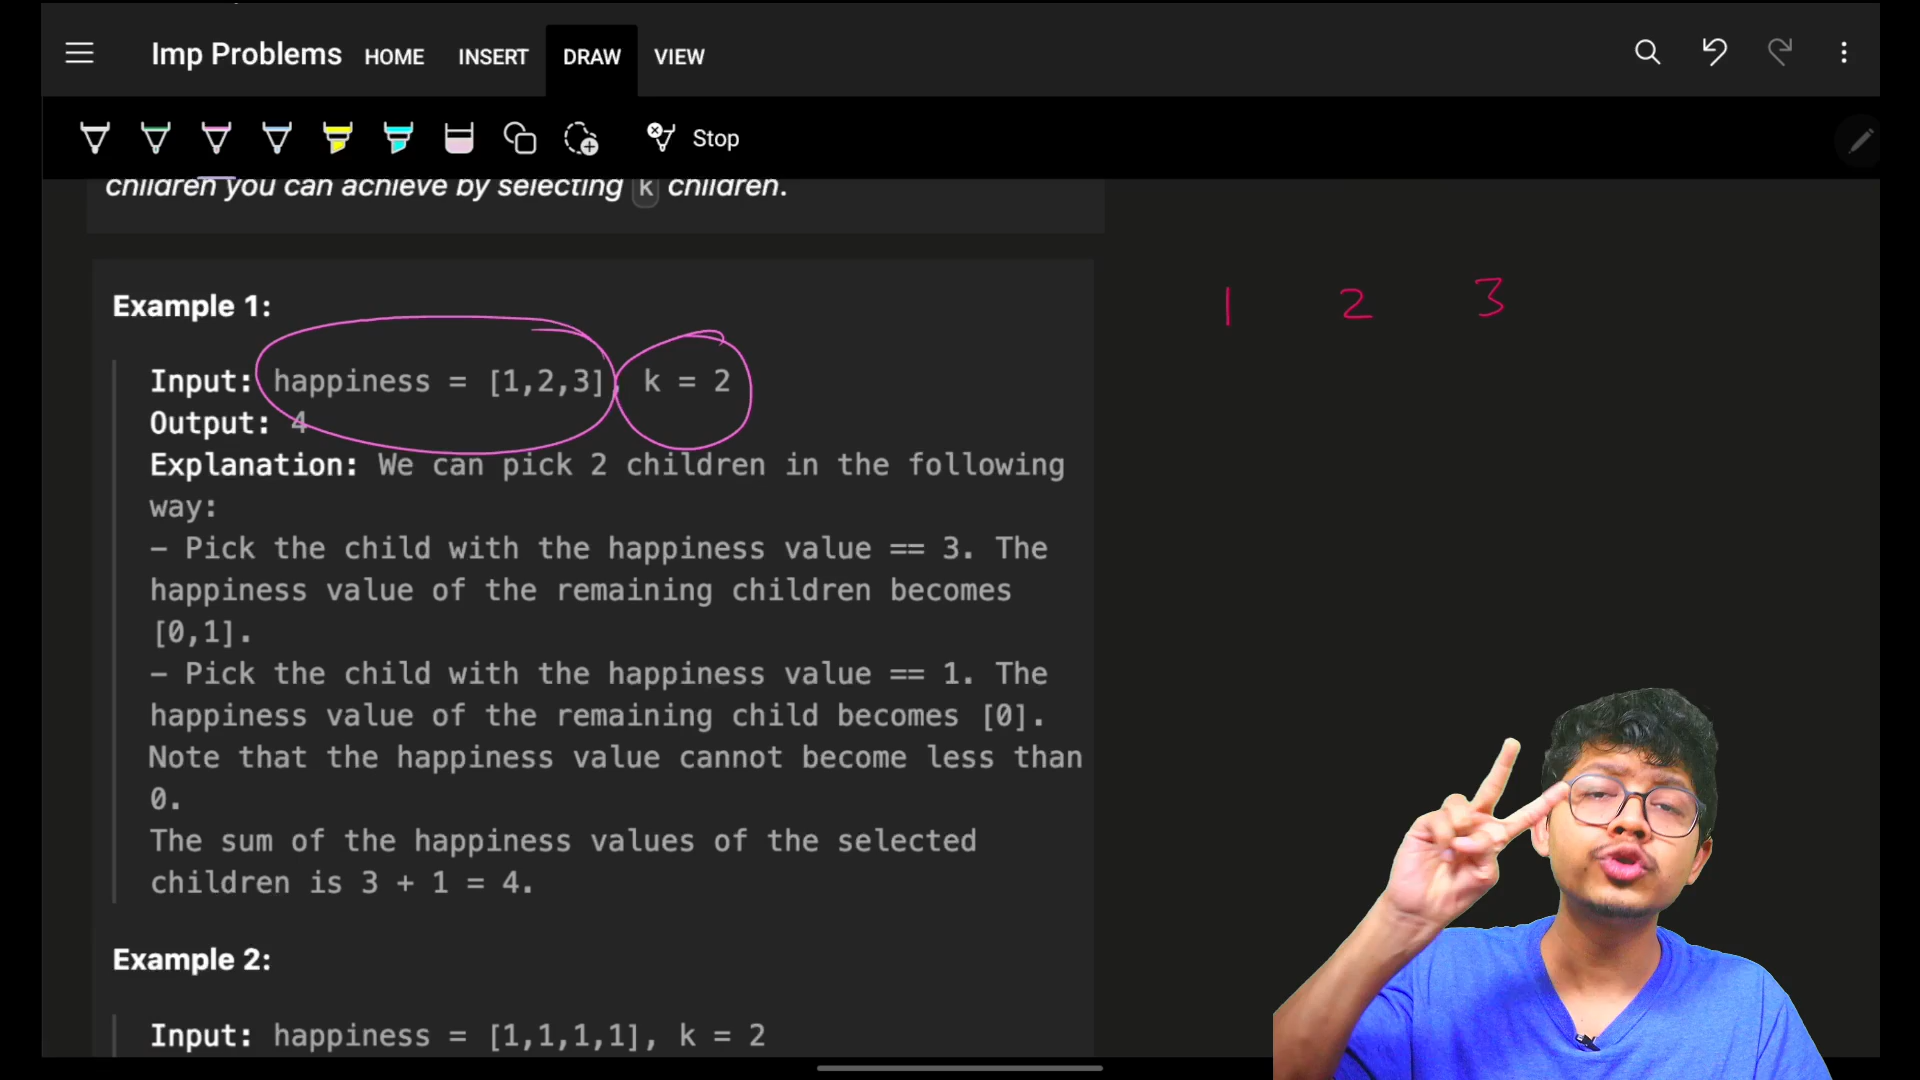 Imp Problems HOME INSERT DRAW VIEW
Stop
children you can achieve by selecting k children.
Example 1:
1 2 3
Input: happiness = [1,2,3], k = 2
Output: 4
Explanation: We can pick 2 children in the following
way:
- Pick the child with the happiness value == 3. The
happiness value of the remaining children becomes
[0,1].
- Pick the child with the happiness value == 1. The
happiness value of the remaining child becomes [0].
Note that the happiness value cannot become less than
0.
The sum of the happiness values of the selected
children is 3 + 1 = 4.
Example 2:
Input: happiness = [1,1,1,1], k = 2